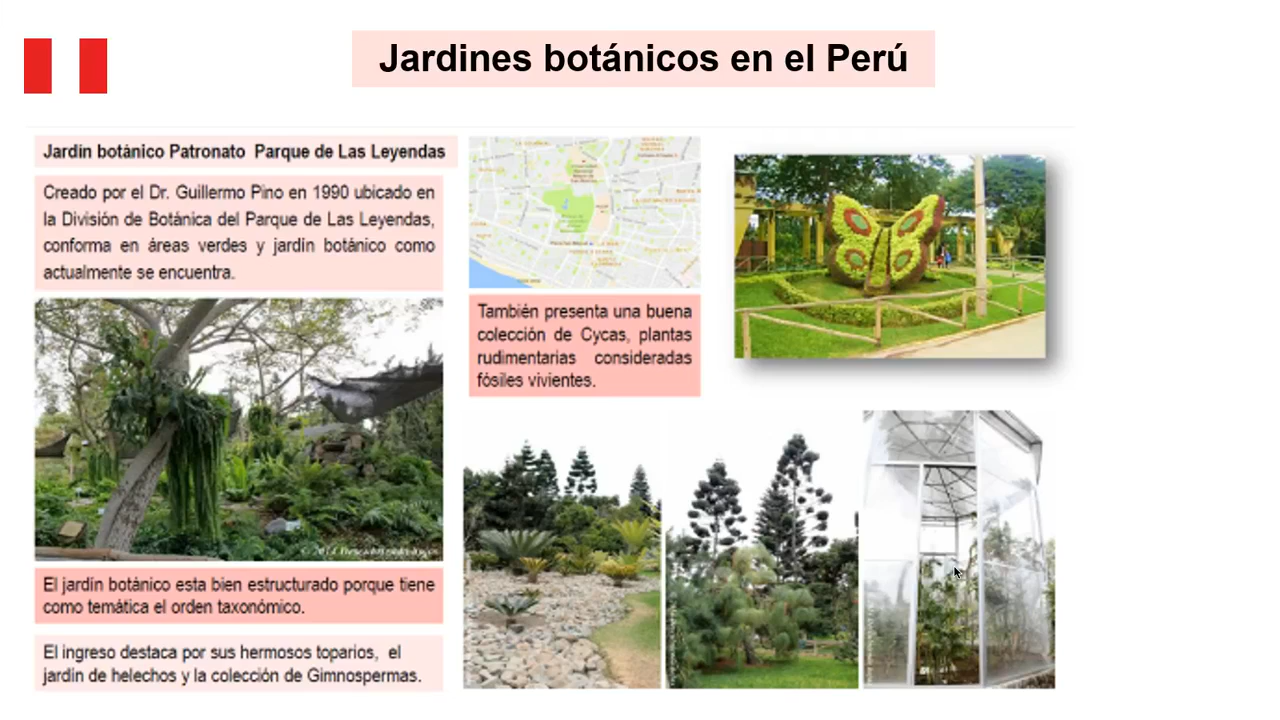 Jardines botánicos en el Perú
Jardín botánico Patronato Parque de Las Leyendas
Creado por el Dr. Guillermo Pino en 1990 ubicado en
la División de Botánica del Parque de Las Leyendas,
conforma en áreas verdes y jardín botánico como
actualmente se encuentra.
También presenta una buena
colección de Cycas, plantas
rudimentarias consideradas
fósiles vivientes.
El jardín botánico esta bien estructurado porque tiene
como temática el orden taxonómico.
El ingreso destaca por sus hermosos toparios, el
jardín de helechos y la colección de Gimnospermas.